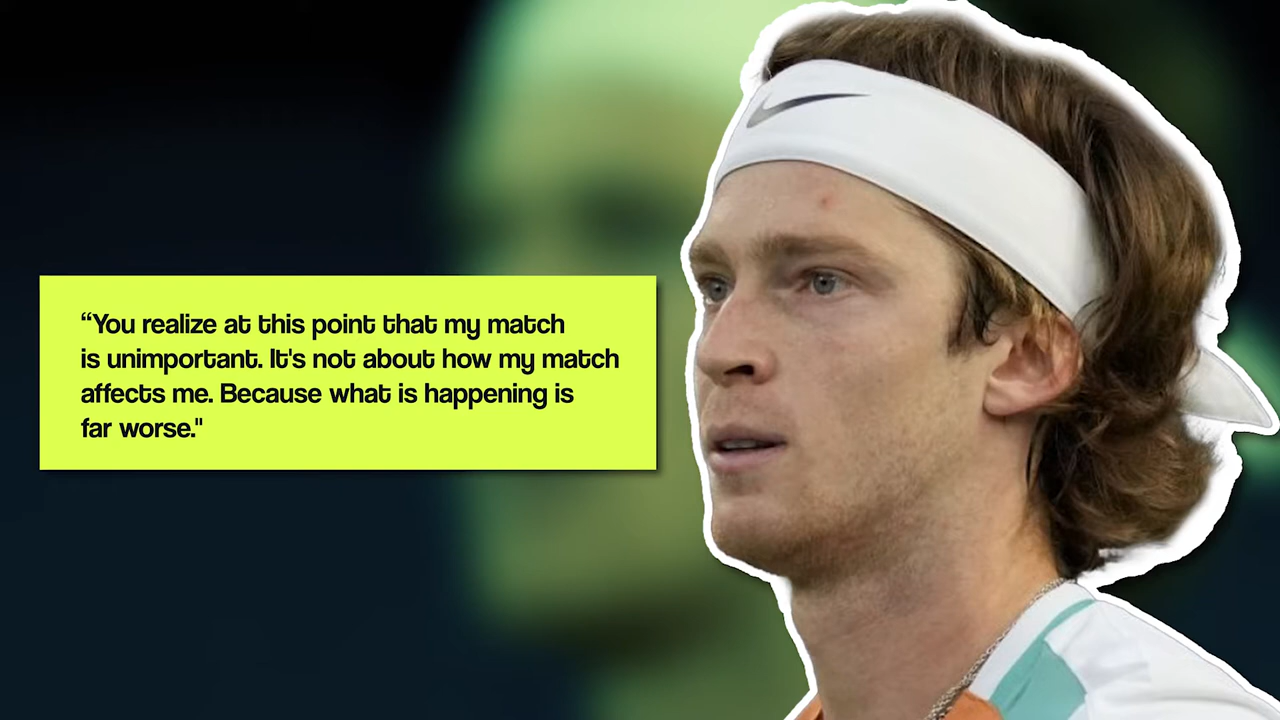 “You realize at this point that my match
is unimportant. It's not about how my match
affects me. Because what is happening is
far worse."